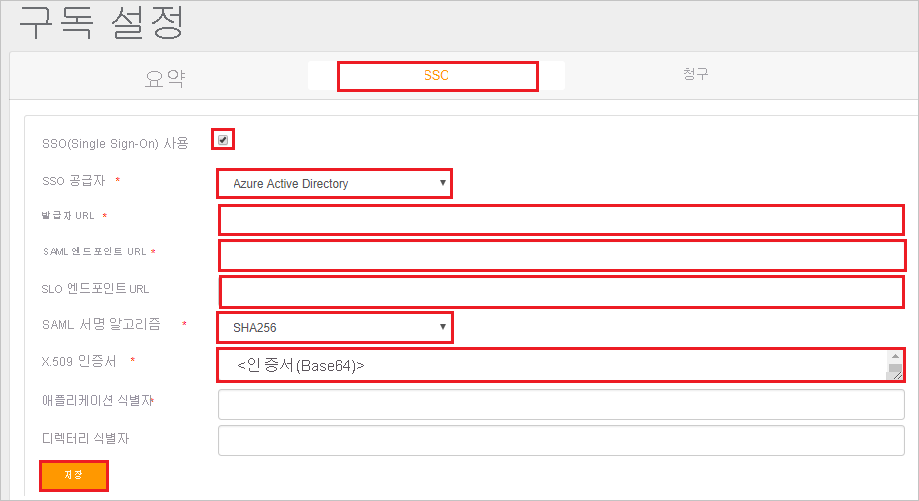 구독 설정
요약 SSO 청구
SSO(Single Sign-On) 사용
SSO 공급자 * Azure Active Directory
발급자 URL *
SAML 엔드포인트 URL *
SLO 엔드포인트 URL
SAML 서명 알고리즘 * SHA256
X.509 인증서 * <인증서(Base64)>
애플리케이션 식별자
디렉터리 식별자
저장